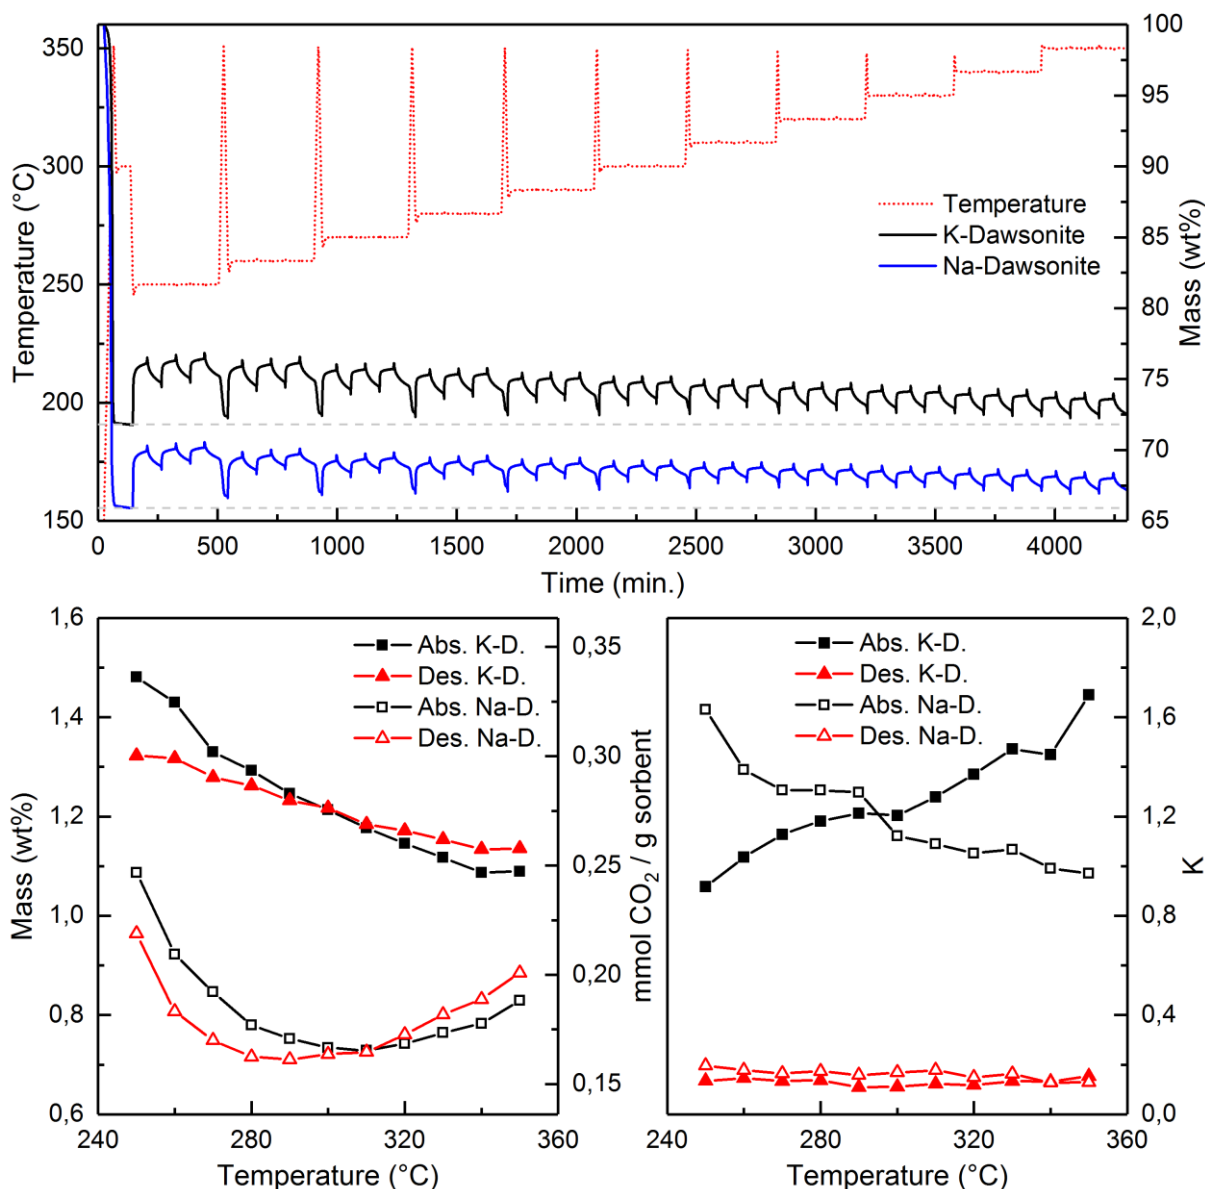 350
300
250
200
150
Temperature (°C)
100
95
90
85
80
75
70
65
Mass (wt%)
Temperature
K-Dawsonite
Na-Dawsonite
0
500
1000
1500
2000
2500
3000
3500
4000
Time (min.)
1,6
1,4
1,2
1,0
0,8
0,6
Mass (wt%)
Abs. K-D.
Des. K-D.
Abs. Na-D.
Des. Na-D.
0,35
0,30
0,25
0,20
0,15
mmol CO₂ / g sorbent
240
280
320
360
Temperature (°C)
Abs. K-D.
Des. K-D.
Abs. Na-D.
Des. Na-D.
2,0
1,6
1,2
0,8
0,4
0,0
K
240
280
320
360
Temperature (°C)